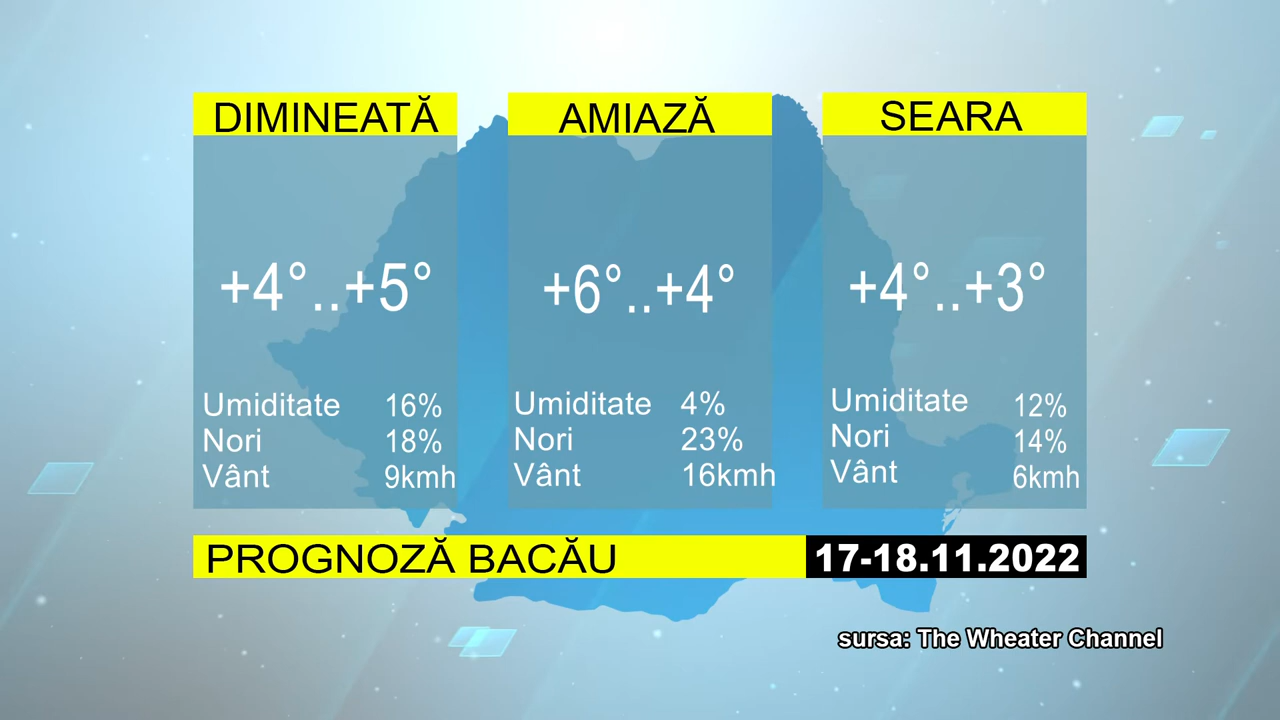 DIMINEATĂ
+4°..+5°
Umiditate 16%
Nori 18%
Vânt 9kmh
AMIAZĂ
+6°..+4°
Umiditate 4%
Nori 23%
Vânt 16kmh
SEARA
+4°..+3°
Umiditate 12%
Nori 14%
Vânt 6kmh
PROGNOZĂ BACĂU 17-18.11.2022
sursa: The Wheater Channel